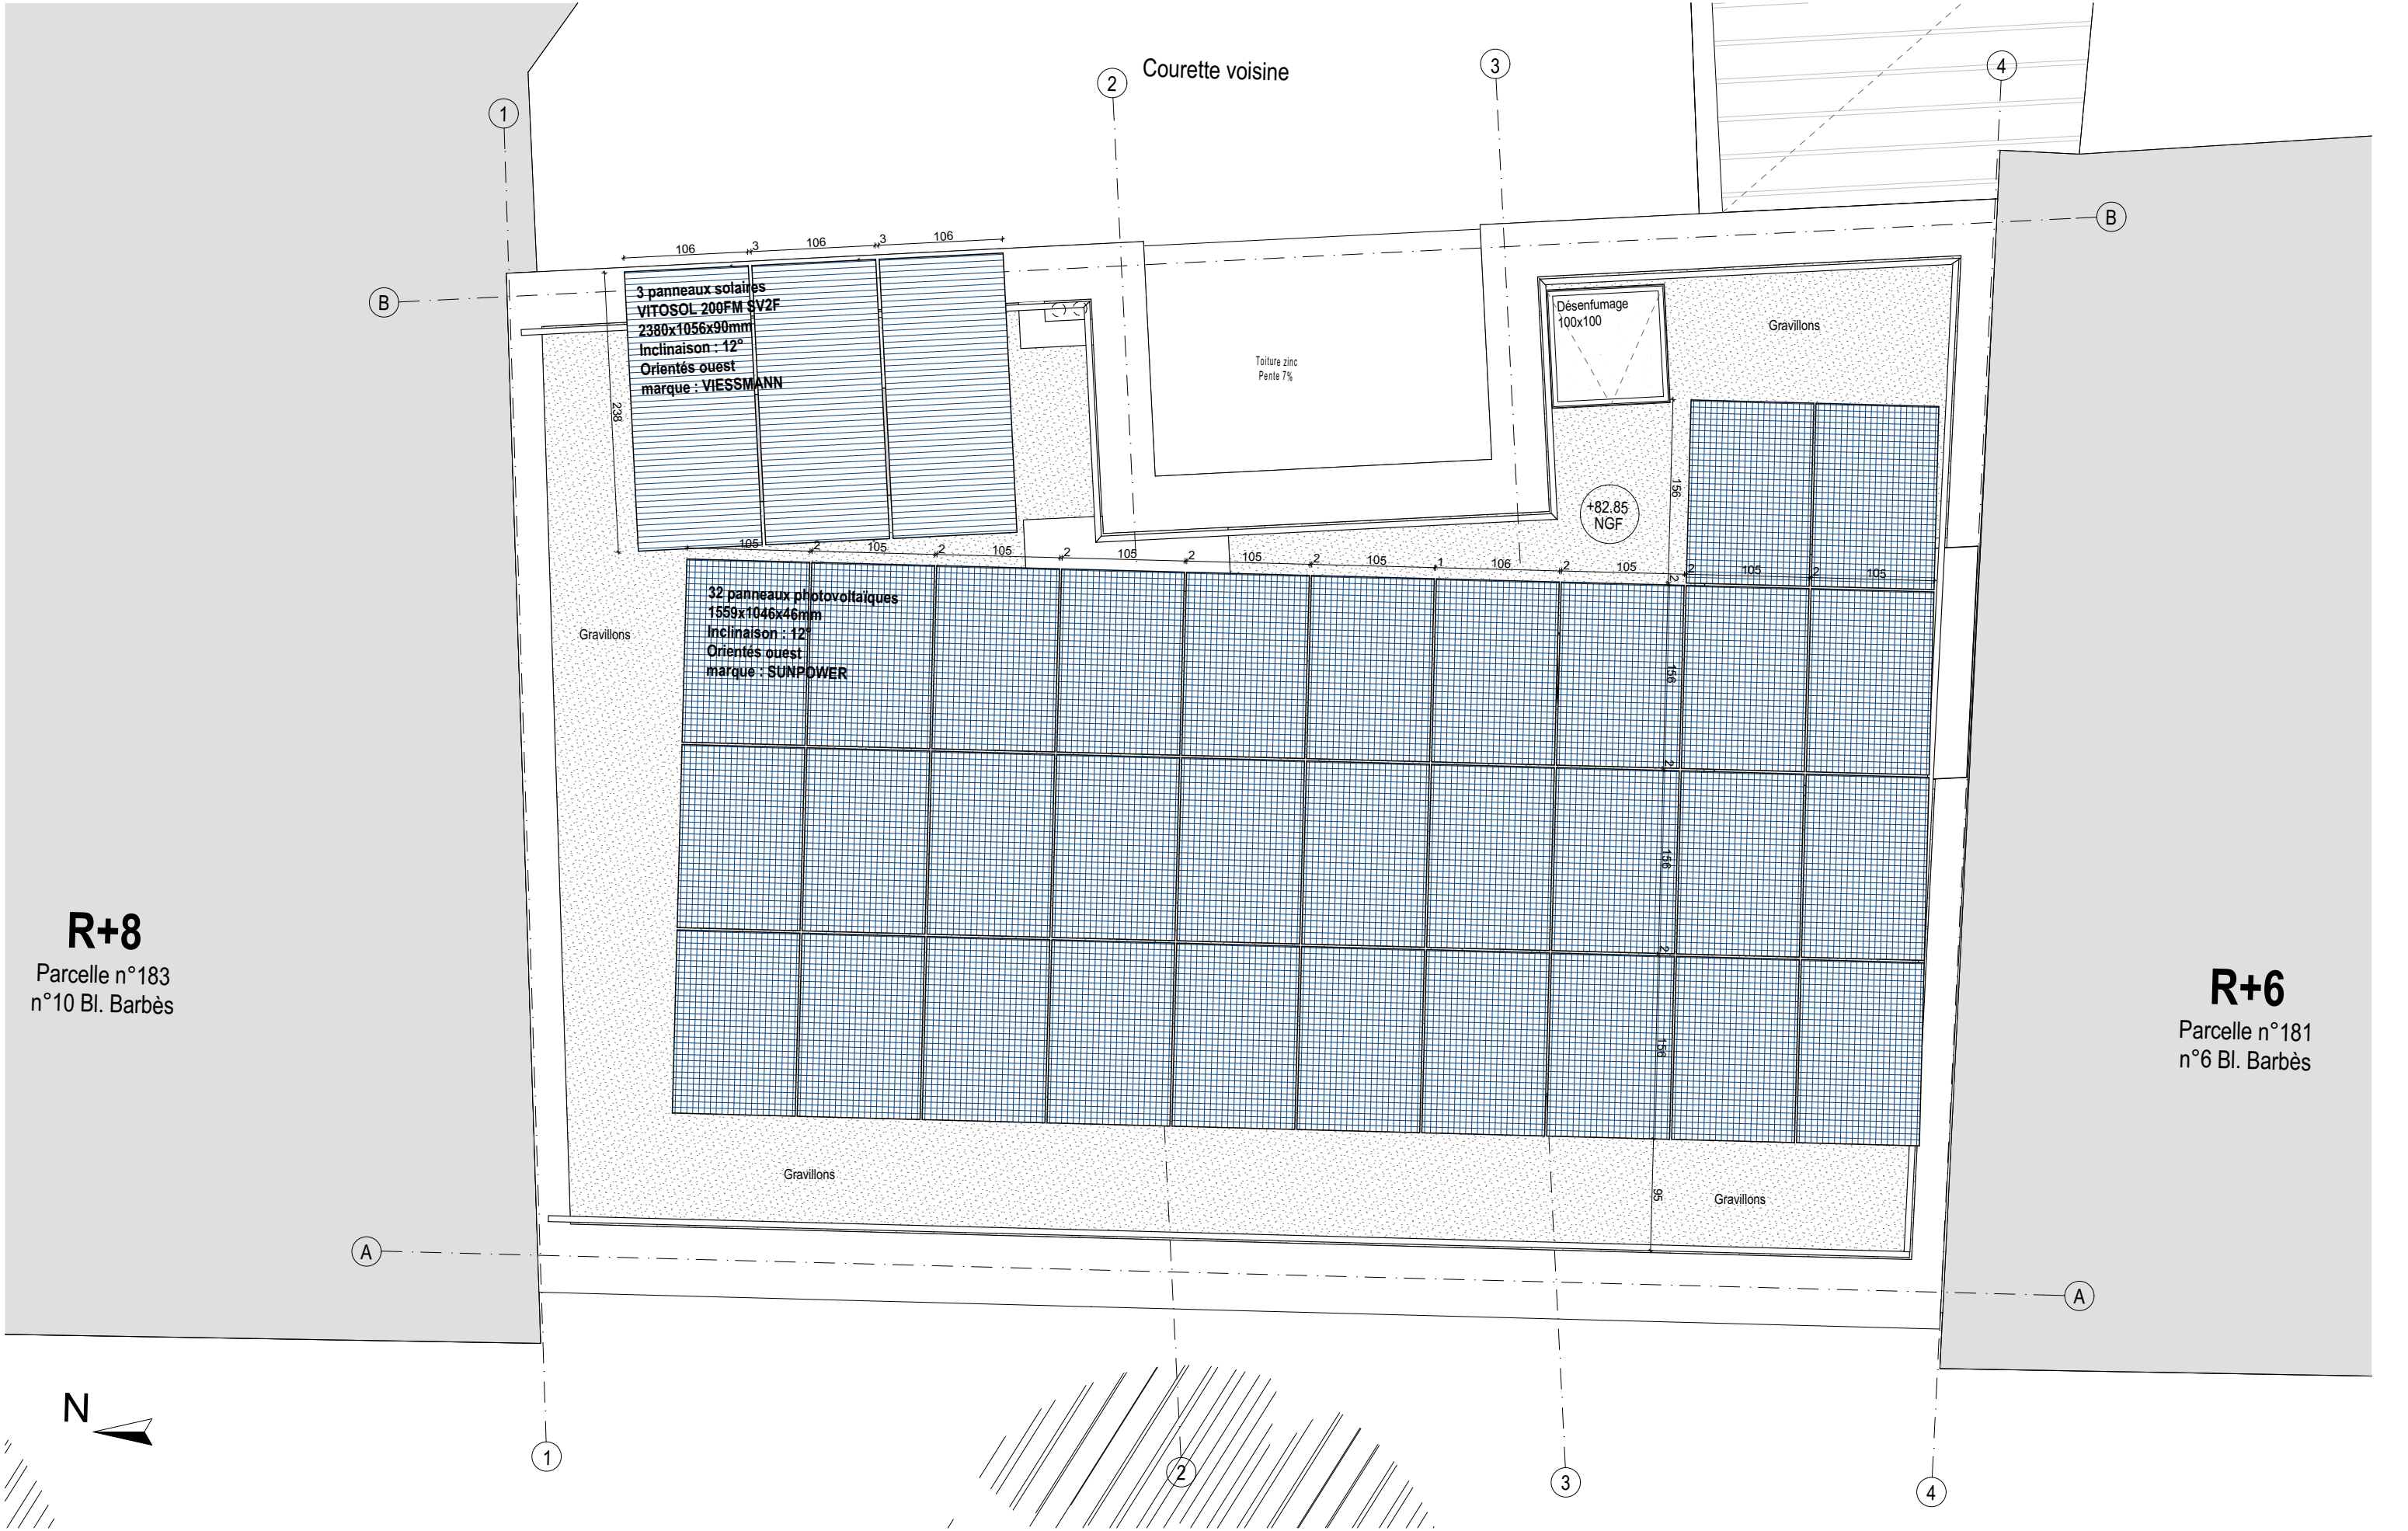 Courette voisine
1
2
3
4
B
B
106
3
106
3
106
238
3 panneaux solaires
VITOSOL 200FM SV2F
2380x1056x90mm
Inclinaison : 12°
Orientés ouest
marque : VIESSMANN
Toiture zinc
Pente 7%
Désenfumage
100x100
Gravillons
+82.85
NGF
156
105
2
105
2
105
2
105
2
105
2
105
1
106
2
105
2
2
105
2
105
32 panneaux photovoltaïques
1559x1046x46mm
Inclinaison : 12°
Orientés ouest
marque : SUNPOWER
Gravillons
156
2
156
2
156
95
Gravillons
Gravillons
R+8
Parcelle n°183
n°10 Bl. Barbès
R+6
Parcelle n°181
n°6 Bl. Barbès
A
A
N
1
2
3
4